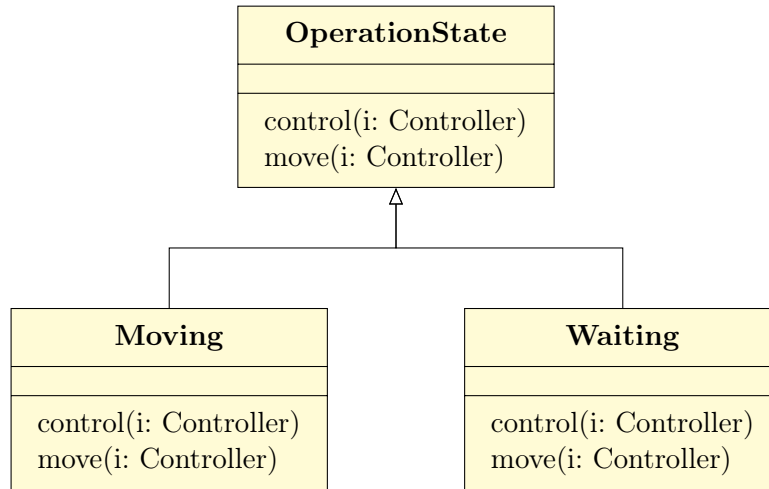 OperationState
control(i: Controller)
move(i: Controller)
Moving
control(i: Controller)
move(i: Controller)
Waiting
control(i: Controller)
move(i: Controller)